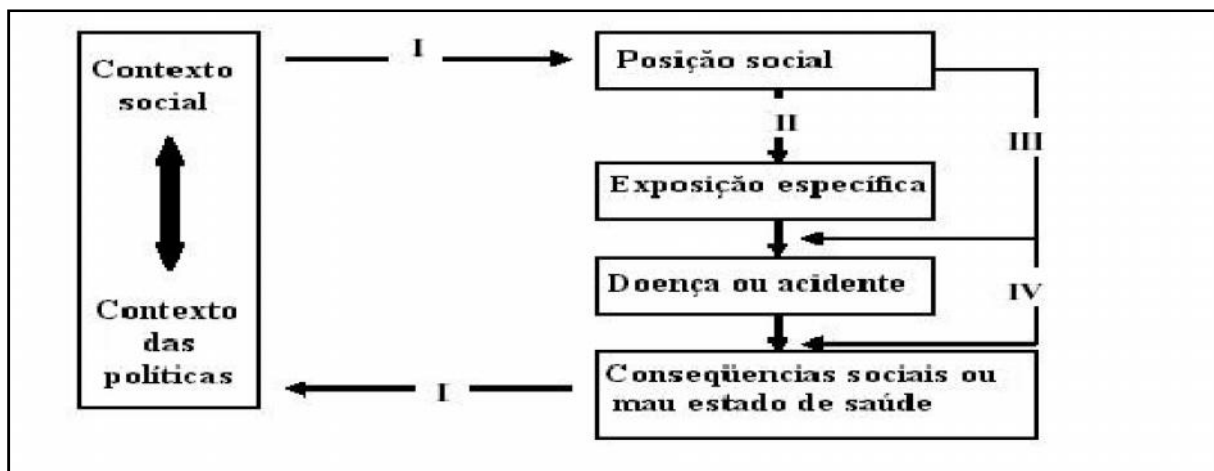 Contexto
social
Contexto
das
políticas
I
Posição social
II
III
Exposição específica
Doença ou acidente
IV
Conseqüencias sociais ou
mau estado de saúde
I